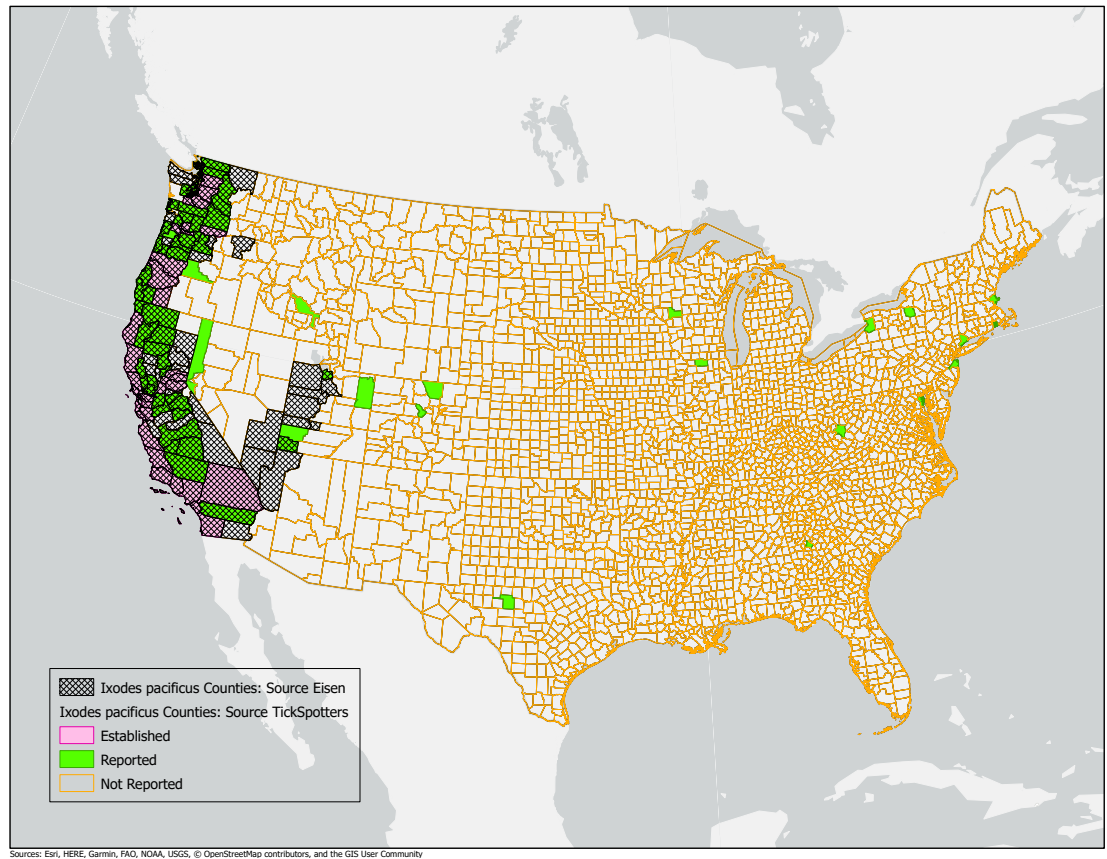 Ixodes pacificus Counties: Source Eisen
Ixodes pacificus Counties: Source TickSpotters
Established
Reported
Not Reported
Sources: Esri, HERE, Garmin, FAO, NOAA, USGS, © OpenStreetMap contributors, and the GIS User Community